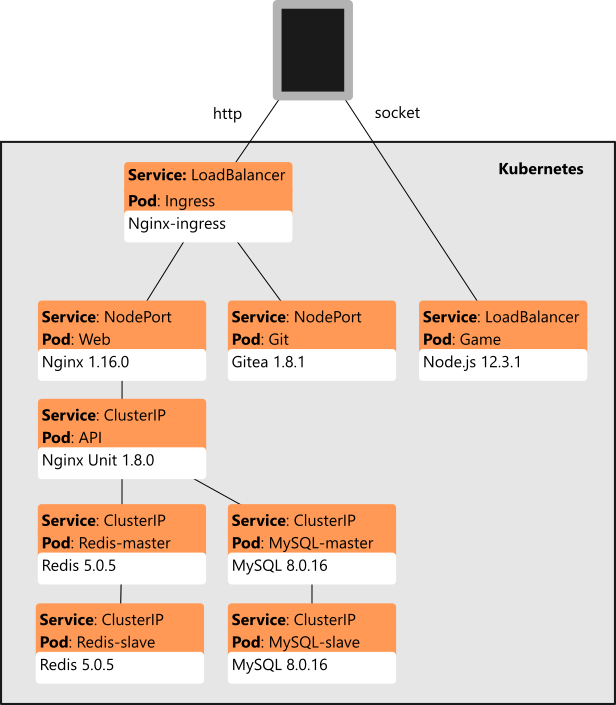 http
socket
Kubernetes
Service: LoadBalancer
Pod: Ingress
Nginx-ingress
Service: NodePort
Pod: Web
Nginx 1.16.0
Service: NodePort
Pod: Git
Gitea 1.8.1
Service: LoadBalancer
Pod: Game
Node.js 12.3.1
Service: ClusterIP
Pod: API
Nginx Unit 1.8.0
Service: ClusterIP
Pod: Redis-master
Redis 5.0.5
Service: ClusterIP
Pod: MySQL-master
MySQL 8.0.16
Service: ClusterIP
Pod: Redis-slave
Redis 5.0.5
Service: ClusterIP
Pod: MySQL-slave
MySQL 8.0.16